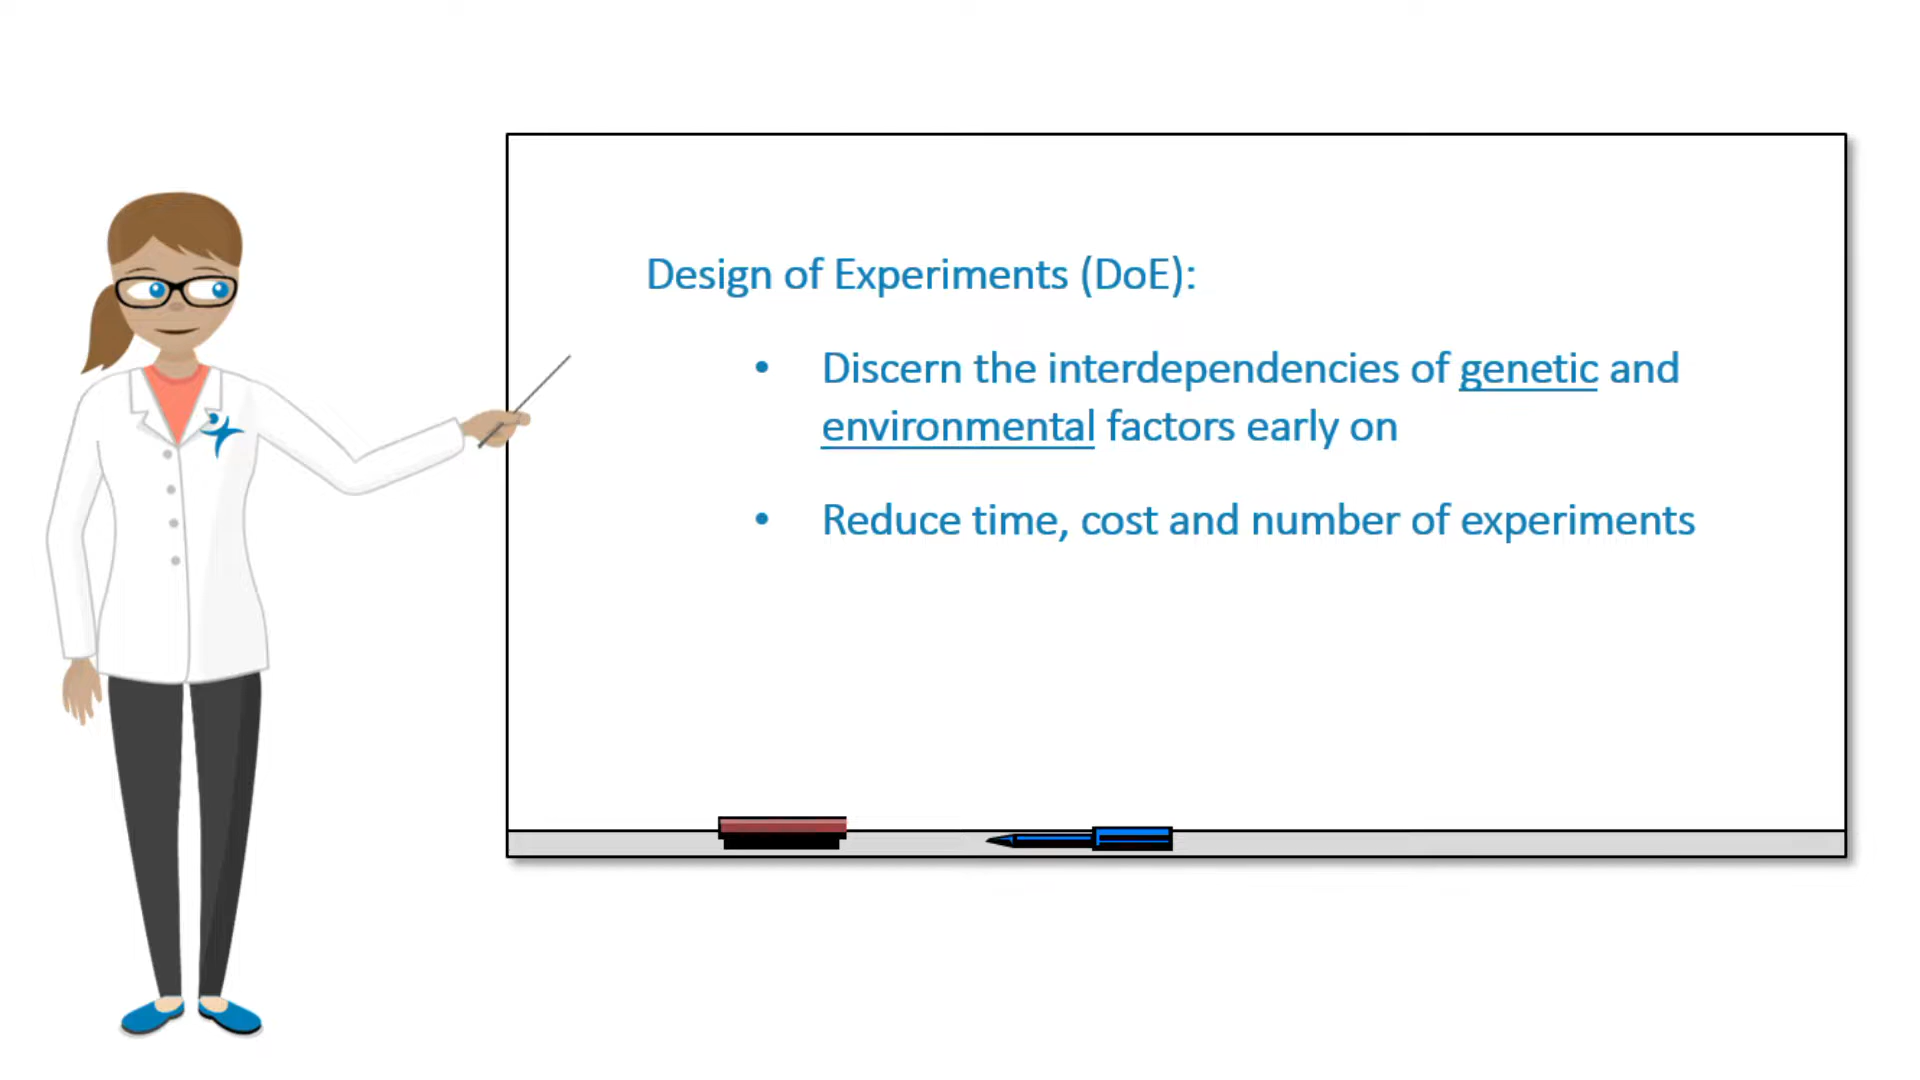 Design of Experiments (DoE):
• Discern the interdependencies of genetic and
environmental factors early on
• Reduce time, cost and number of experiments